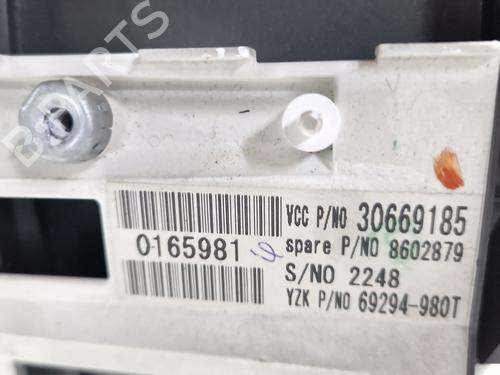 B-PARTS
VCC P/NO 30669185
0165981 spare P/NO 8602879
S/NO 2248
YZK P/NO 69294-980T